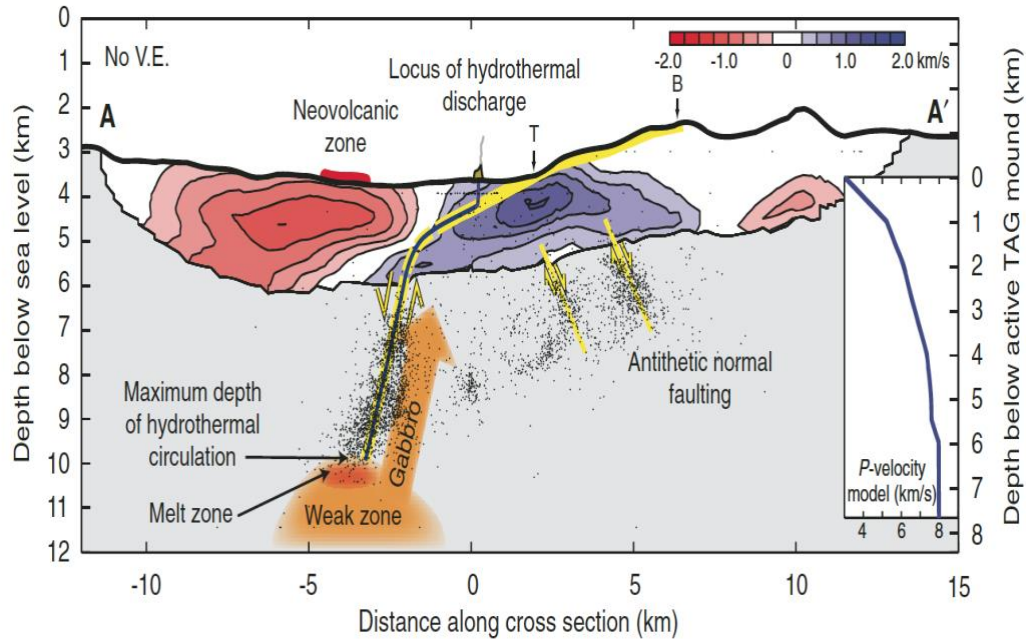 No V.E.
-2.0 -1.0 0 1.0 2.0 km/s
Locus of hydrothermal
discharge
Neovolcanic
zone
A
T
B
A′
Depth below sea level (km)
0
1
2
3
4
5
6
7
8
9
10
11
12
Depth below active TAG mound (km)
0
1
2
3
4
5
6
7
8
Maximum depth
of hydrothermal
circulation
Melt zone
Weak zone
Gabbro
Antithetic normal
faulting
P-velocity
model (km/s)
4 6 8
-10 -5 0 5 10 15
Distance along cross section (km)